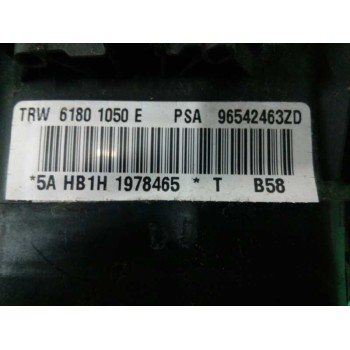 TRW 6180 1050 E PSA 96542463ZD
*5A HB1H 1978465 * T B58